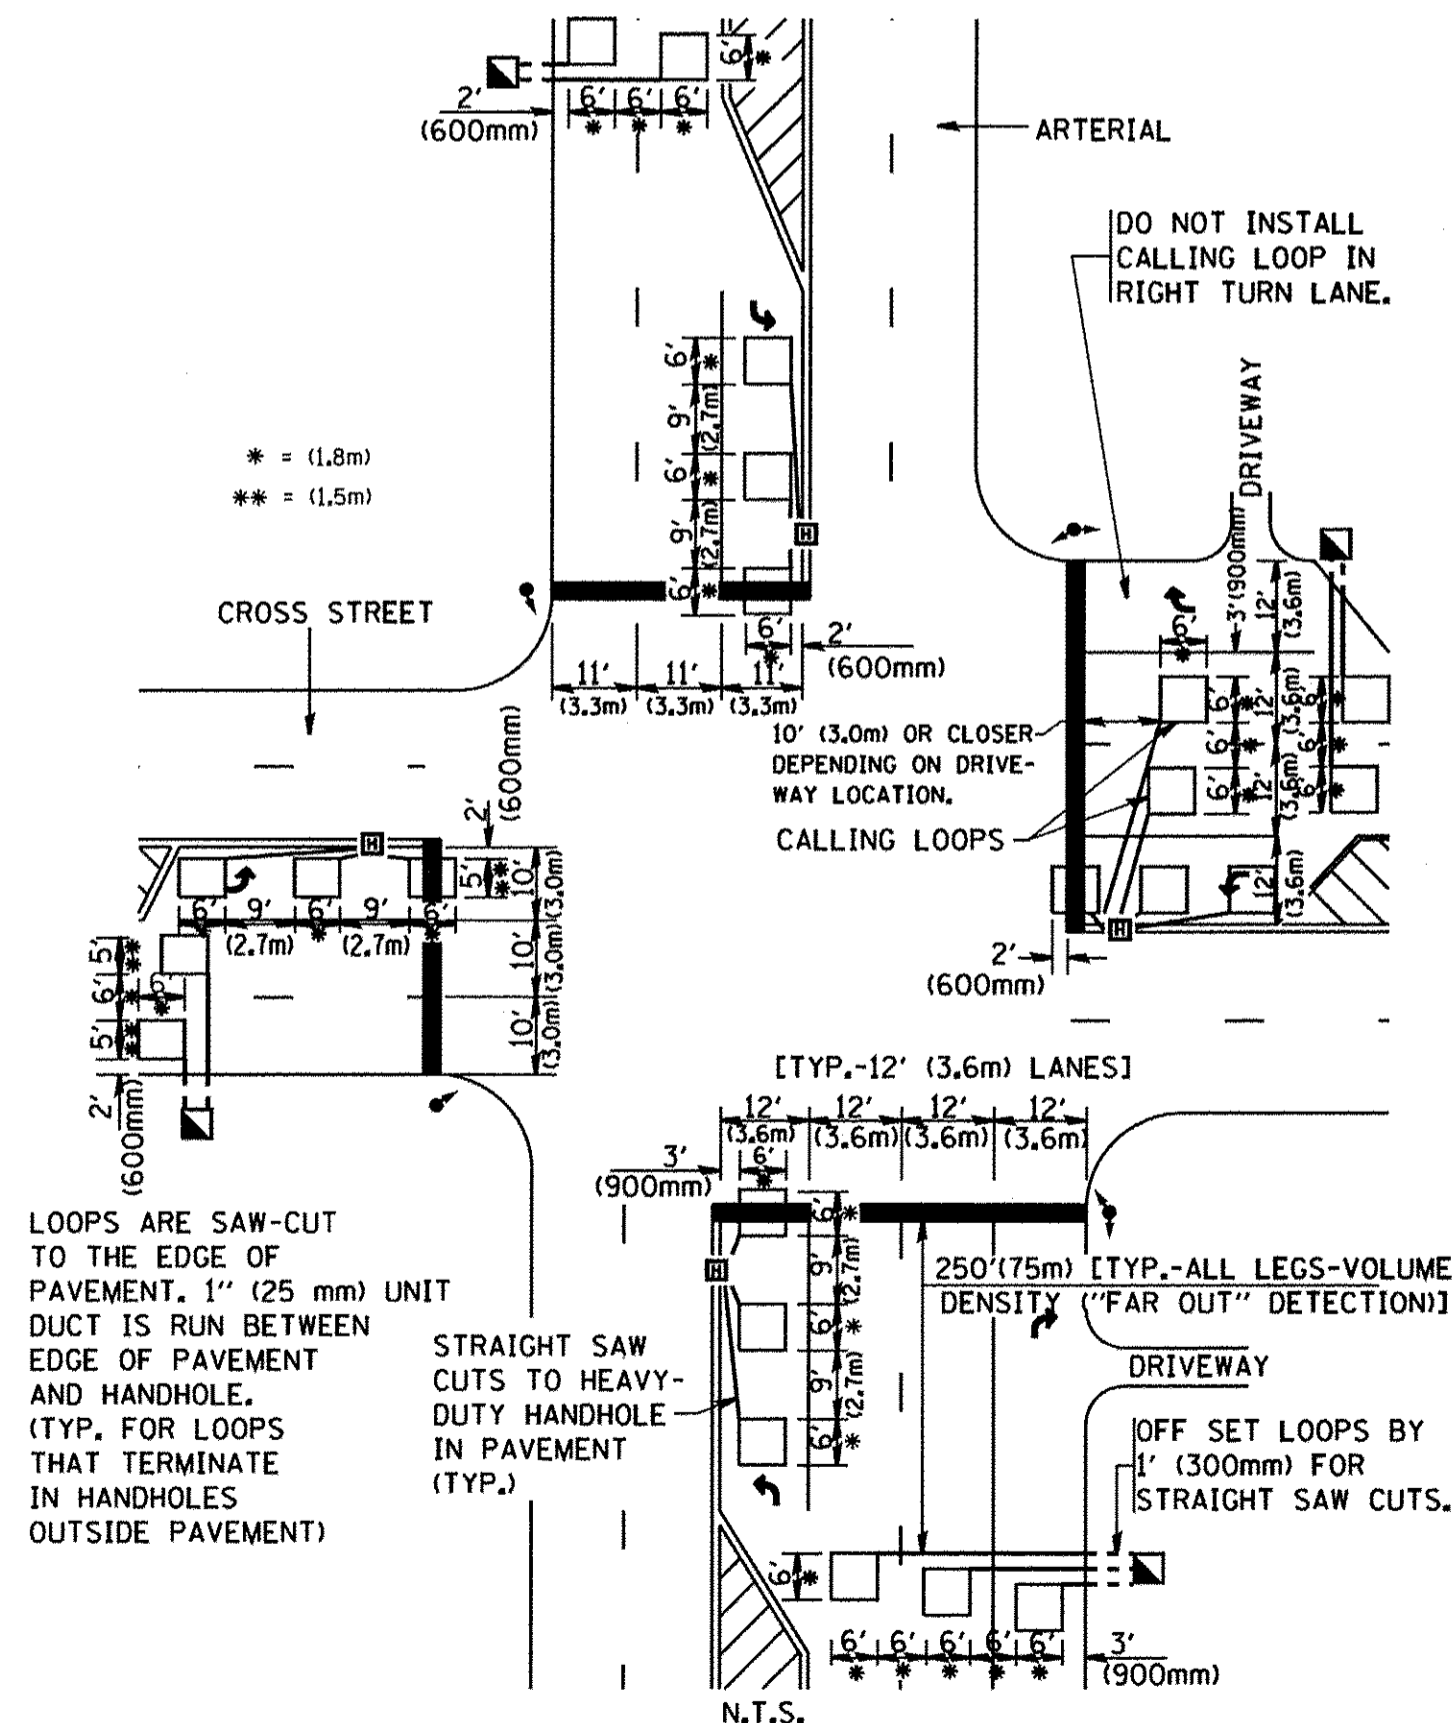 6'
*
2'
(600mm)
6' 6' 6'
* * *
ARTERIAL
DO NOT INSTALL
CALLING LOOP IN
RIGHT TURN LANE.
* = (1.8m)
** = (1.5m)
6'
*
9'
(2.7m)
6'
*
9'
(2.7m)
6'
*
H
6'
*
2'
(600mm)
11' 11' 11'
(3.3m) (3.3m) (3.3m)
CROSS STREET
DRIVEWAY
3'(900mm)
12'
(3.6m)
6'
*
6' * 12' (3.6m) 6' *
6' * 6' *
6' * 12' (3.6m) 6' *
12'
(3.6m)
10' (3.0m) OR CLOSER
DEPENDING ON DRIVE-
WAY LOCATION.
CALLING LOOPS
H
2'
(600mm)
2'
(600mm)
H
5'
**
10'
(3.0m)
6' 9' 6' 9' 6'
* (2.7m) * (2.7m) *
10'
(3.0m)
10'
(3.0m)
5'
**
6'
*
6'
*
5'
**
2'
(600mm)
[TYP.-12' (3.6m) LANES]
12' 12' 12' 12'
(3.6m) (3.6m) (3.6m) (3.6m)
3'
(900mm)
6'
*
6'
*
H
9'
(2.7m)
6'
*
9'
(2.7m)
6'
*
LOOPS ARE SAW-CUT
TO THE EDGE OF
PAVEMENT. 1" (25 mm) UNIT
DUCT IS RUN BETWEEN
EDGE OF PAVEMENT
AND HANDHOLE.
(TYP. FOR LOOPS
THAT TERMINATE
IN HANDHOLES
OUTSIDE PAVEMENT)
STRAIGHT SAW
CUTS TO HEAVY-
DUTY HANDHOLE
IN PAVEMENT
(TYP.)
250'(75m) [TYP.-ALL LEGS-VOLUME
DENSITY ("FAR OUT" DETECTION)]
DRIVEWAY
OFF SET LOOPS BY
1' (300mm) FOR
STRAIGHT SAW CUTS.
6'
*
6' 6' 6' 6' 6'
* * * * *
3'
(900mm)
N.T.S.